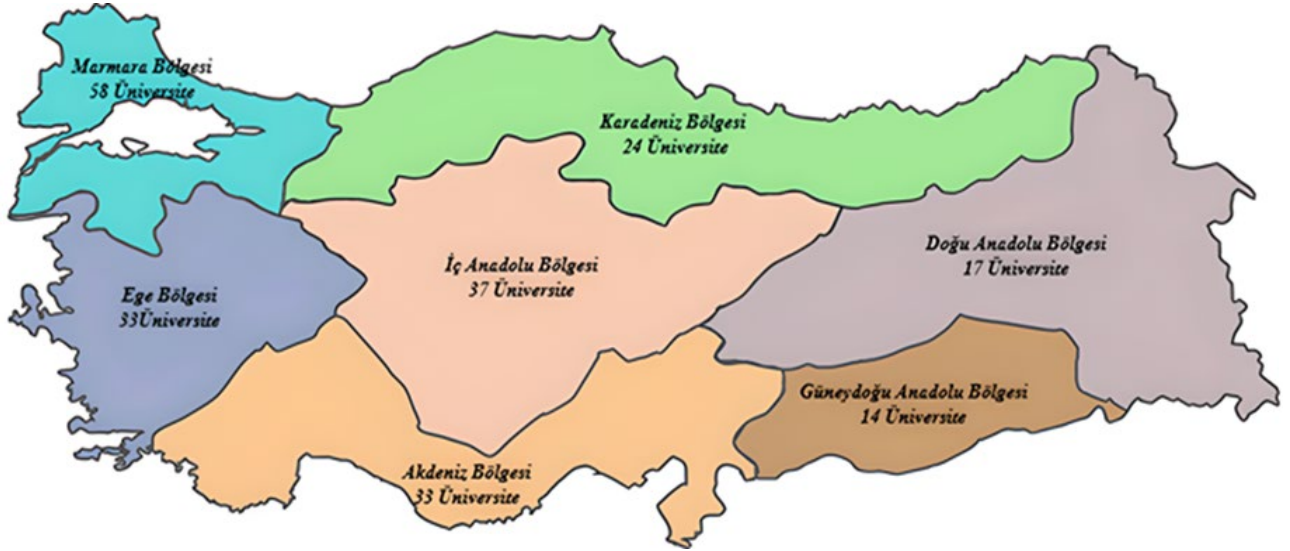 Marmara Bölgesi
58 Üniversite
Karadeniz Bölgesi
24 Üniversite
Doğu Anadolu Bölgesi
17 Üniversite
İç Anadolu Bölgesi
37 Üniversite
Ege Bölgesi
33Üniversite
Güneydoğu Anadolu Bölgesi
14 Üniversite
Akdeniz Bölgesi
33 Üniversite